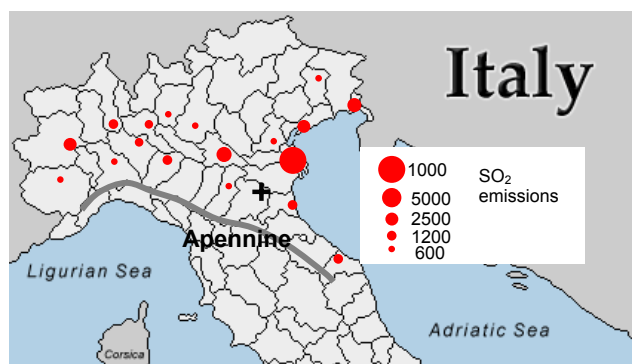 Italy
1000
5000
2500
1200
600
SO₂
emissions
Apennine
Ligurian Sea
Adriatic Sea
Corsica